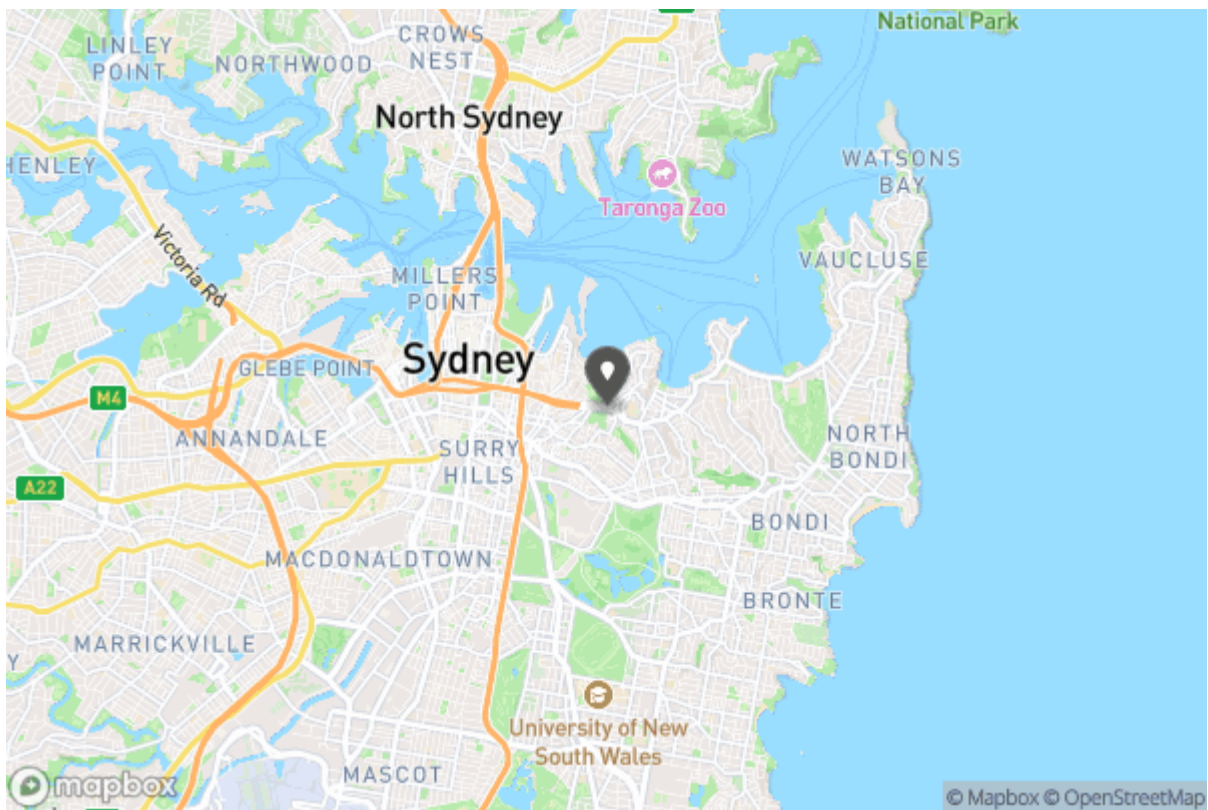 National Park
LINLEY
POINT
NORTHWOOD
CROWS
NEST
North Sydney
HENLEY
WATSONS
BAY
Taronga Zoo
Victoria Rd
VAUCLUSE
MILLERS
POINT
Sydney
GLEBE POINT
M4
ANNANDALE
SURRY
HILLS
NORTH
BONDI
A22
BONDI
MACDONALDTOWN
BRONTE
MARRICKVILLE
University of New
South Wales
MASCOT
mapbox
© Mapbox © OpenStreetMap